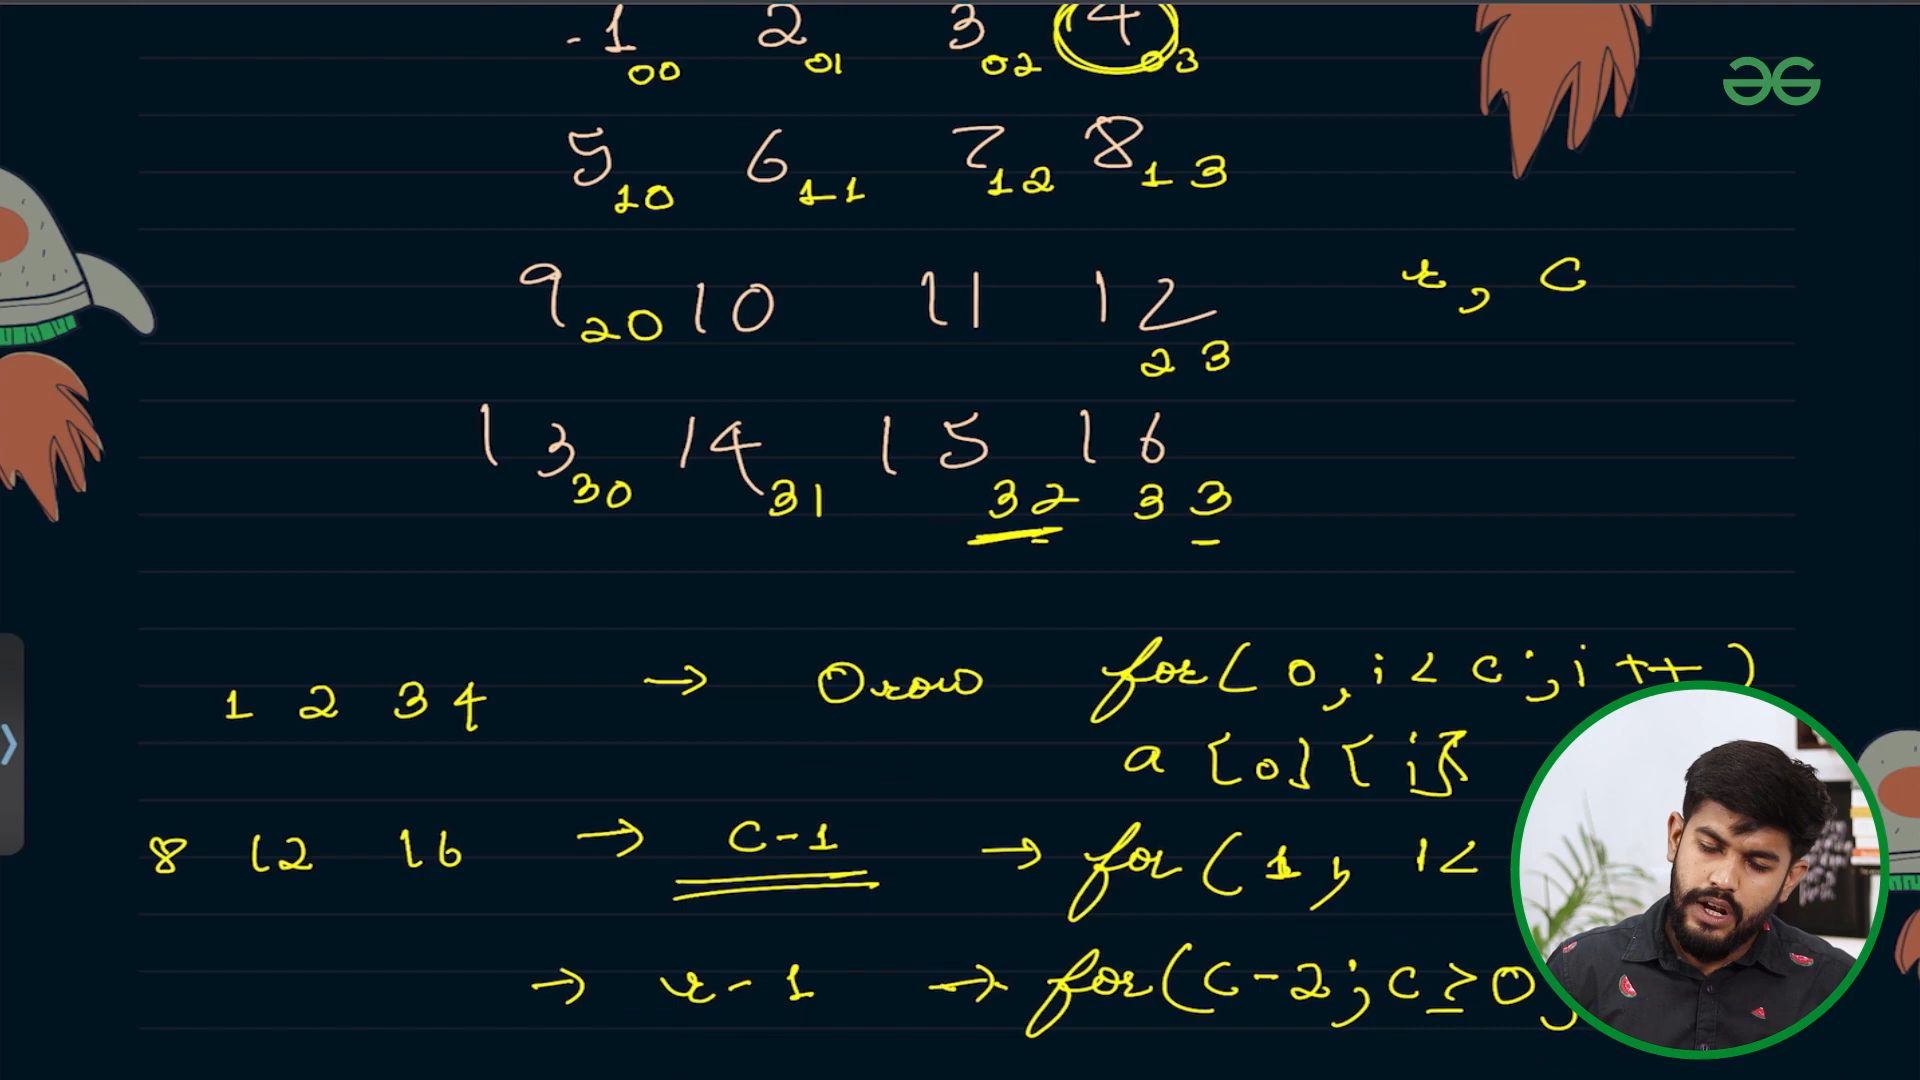 1 2 3 4
00 01 02 03
5 6 7 8
10 11 12 13
9 10 11 12
20 23
r, c
13 14 15 16
30 31 32 33
1 2 3 4 → 0 row for( 0, i < c; i ++ )
a [0] [i]
8 12 16 → c-1 → for( 1, i <
→ r-1 → for(c-2; c ≥ 0,